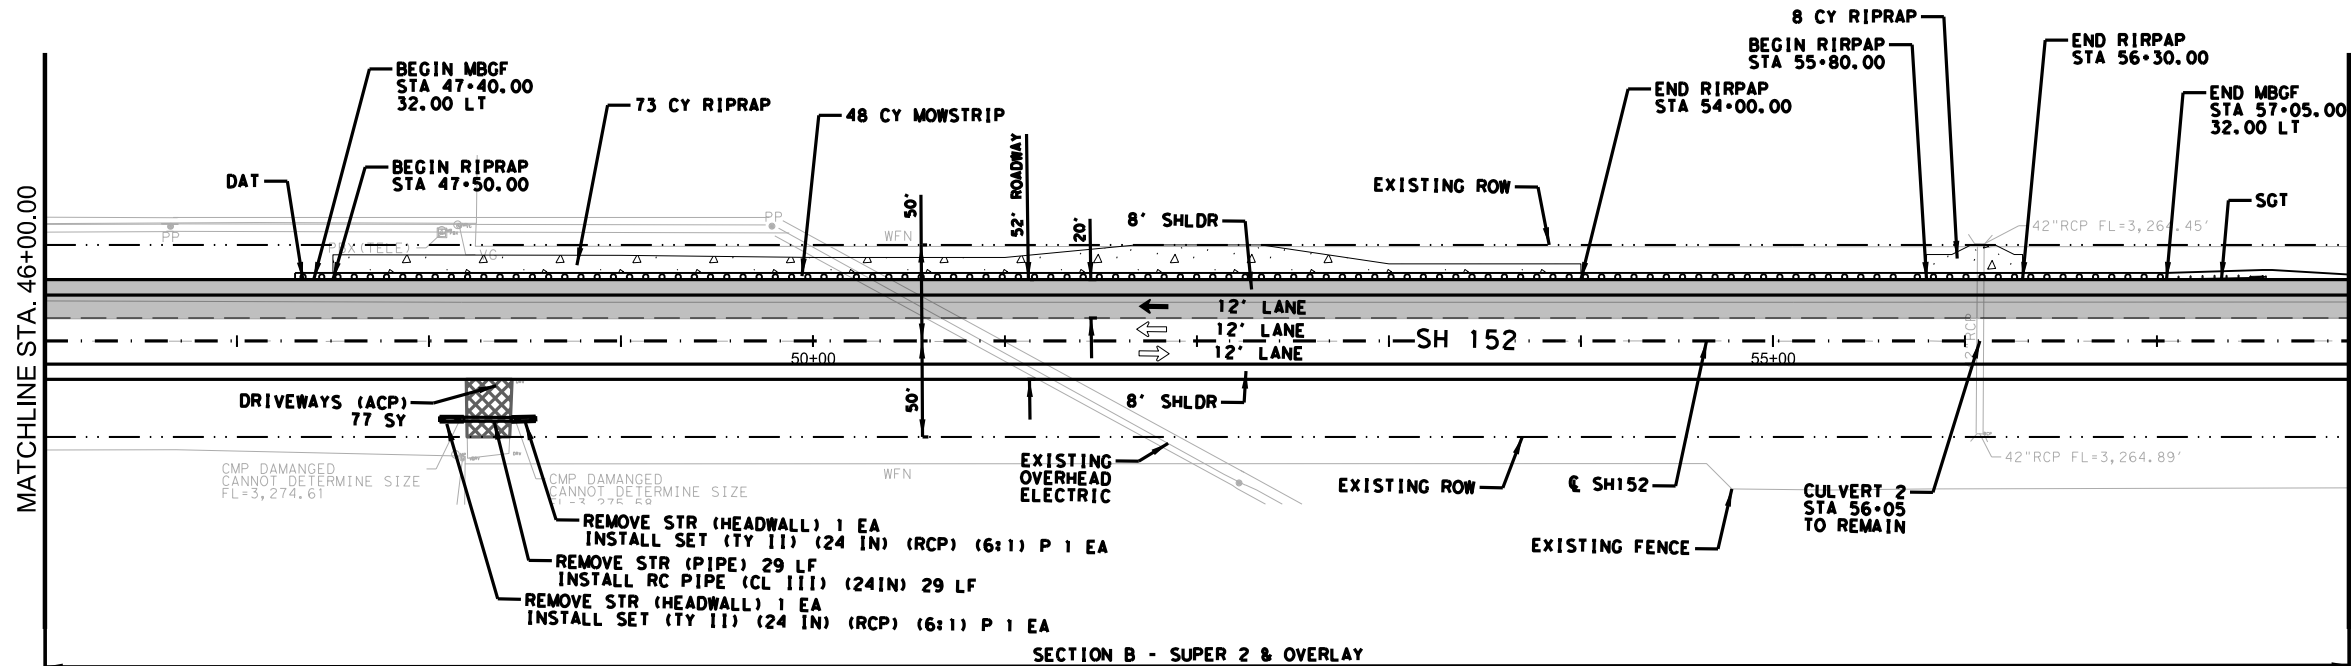 8 CY RIPRAP
BEGIN RIRPAP
STA 55+80.00
END RIRPAP
STA 56+30.00
BEGIN MBGF
STA 47+40.00
32.00 LT
73 CY RIPRAP
48 CY MOWSTRIP
END RIRPAP
STA 54+00.00
END MBGF
STA 57+05.00
32.00 LT
DAT
BEGIN RIPRAP
STA 47+50.00
50'
52' ROADWAY
20'
8' SHLDR
EXISTING ROW
SGT
42"RCP FL=3,264.45'
PP
PP
WFN
MATCHLINE STA. 46+00.00
12' LANE
12' LANE
12' LANE
SH 152
50+00
55+00
DRIVEWAYS (ACP)
77 SY
50'
8' SHLDR
CMP DAMANGED
CANNOT DETERMINE SIZE
FL=3,274.61
CMP DAMANGED
CANNOT DETERMINE SIZE
FL=3,275.59
WFN
EXISTING
OVERHEAD
ELECTRIC
EXISTING ROW
℄ SH152
42"RCP FL=3,264.89'
CULVERT 2
STA 56+05
TO REMAIN
EXISTING FENCE
REMOVE STR (HEADWALL) 1 EA
INSTALL SET (TY II) (24 IN) (RCP) (6:1) P 1 EA
REMOVE STR (PIPE) 29 LF
INSTALL RC PIPE (CL III) (24IN) 29 LF
REMOVE STR (HEADWALL) 1 EA
INSTALL SET (TY II) (24 IN) (RCP) (6:1) P 1 EA
SECTION B - SUPER 2 & OVERLAY